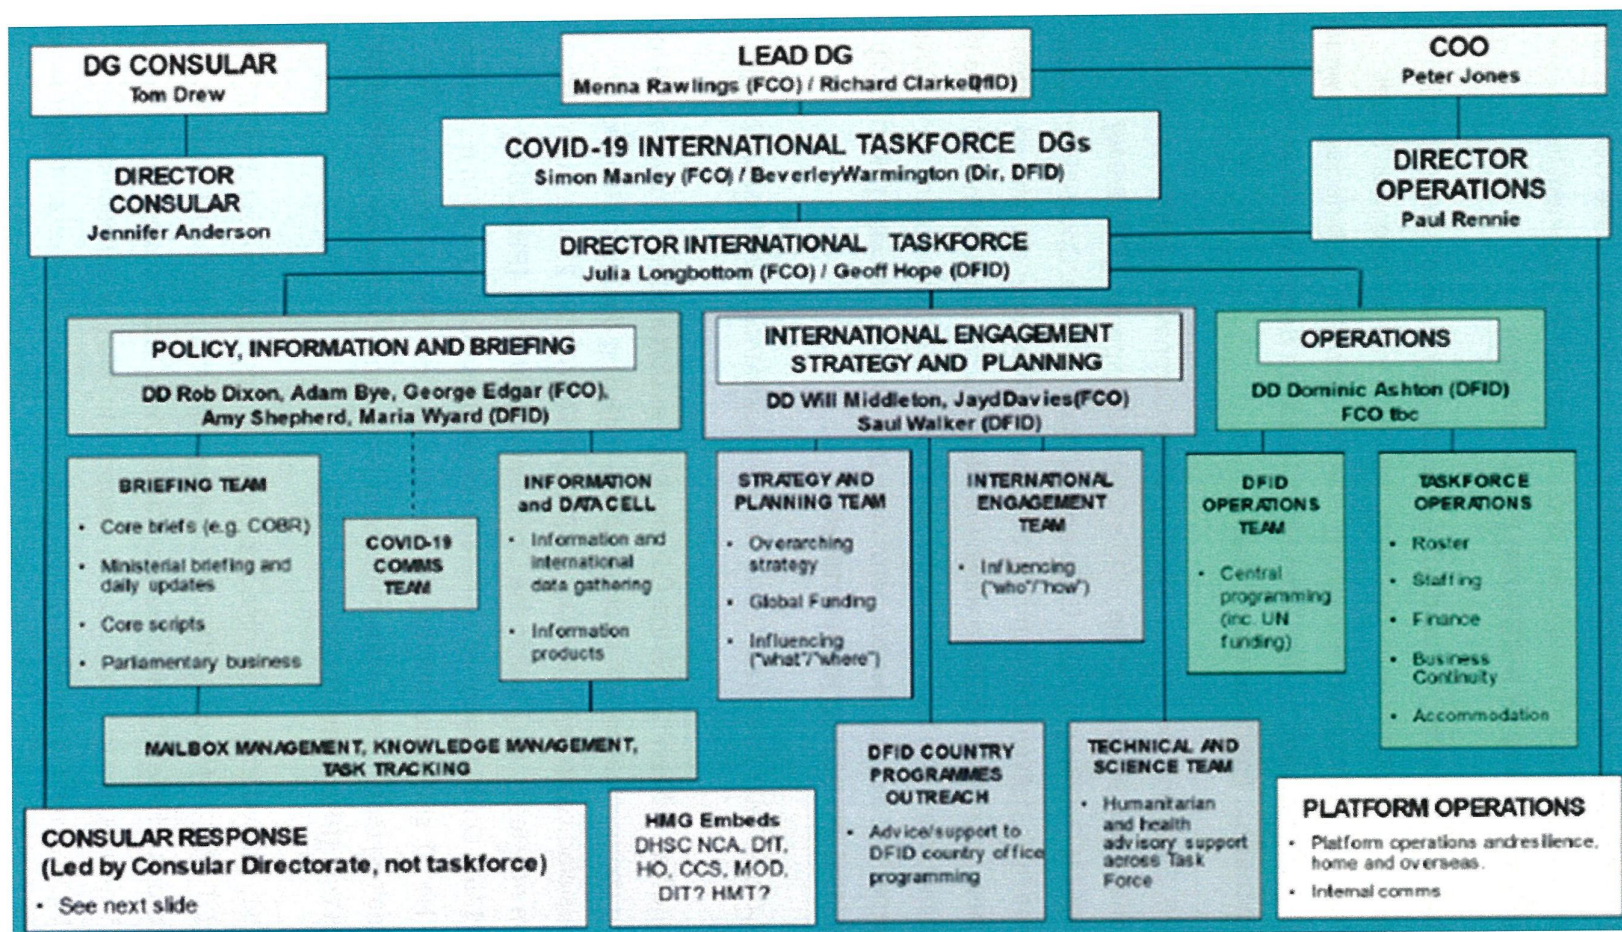 DG CONSULAR
Tom Drew
LEAD DG
Menna Rawlings (FCO) / Richard Clarke DfID)
COO
Peter Jones
COVID-19 INTERNATIONAL TASKFORCE DGs
Simon Manley (FCO) / BeverleyWarmington (Dir, DFID)
DIRECTOR
CONSULAR
Jennifer Anderson
DIRECTOR
OPERATIONS
Paul Rennie
DIRECTOR INTERNATIONAL TASKFORCE
Julia Longbottom (FCO) / Geoff Hope (DFID)
POLICY, INFORMATION AND BRIEFING
DD Rob Dixon, Adam Bye, George Edgar (FCO),
Amy Shepherd, Maria Wyard (DFID)
INTERNATIONAL ENGAGEMENT
STRATEGY AND PLANNING
DD Will Middleton, JaydDavies(FCO)
Saul Walker (DFID)
OPERATIONS
DD Dominic Ashton (DFID)
FCO tbc
BRIEFING TEAM
• Core briefs (e.g. COBR)
• Ministerial briefing and
daily updates
• Core scripts
• Parliamentary business
COVID-19
COMMS
TEAM
INFORMATION
and DATA CELL
• Information and
international
data gathering
• Information
products
STRATEGY AND
PLANNING TEAM
• Overarching
strategy
• Global Funding
• Influencing
("what"/"where")
INTERNATIONAL
ENGAGEMENT
TEAM
• Influencing
("who"/"how")
DFID
OPERATIONS
TEAM
• Central
programming
(inc. UN
funding)
TASKFORCE
OPERATIONS
• Roster
• Staffing
• Finance
• Business
Continuity
• Accommodation
MAILBOX MANAGEMENT, KNOWLEDGE MANAGEMENT,
TASK TRACKING
DFID COUNTRY
PROGRAMMES
OUTREACH
• Advice/support to
DFID country office
programming
TECHNICAL AND
SCIENCE TEAM
• Humanitarian
and health
advisory support
across Task
Force
CONSULAR RESPONSE
(Led by Consular Directorate, not taskforce)
• See next slide
HMG Embeds
DHSC NCA, DfT,
HO, CCS, MOD,
DIT? HMT?
PLATFORM OPERATIONS
• Platform operations andresilience,
home and overseas.
• Internal comms